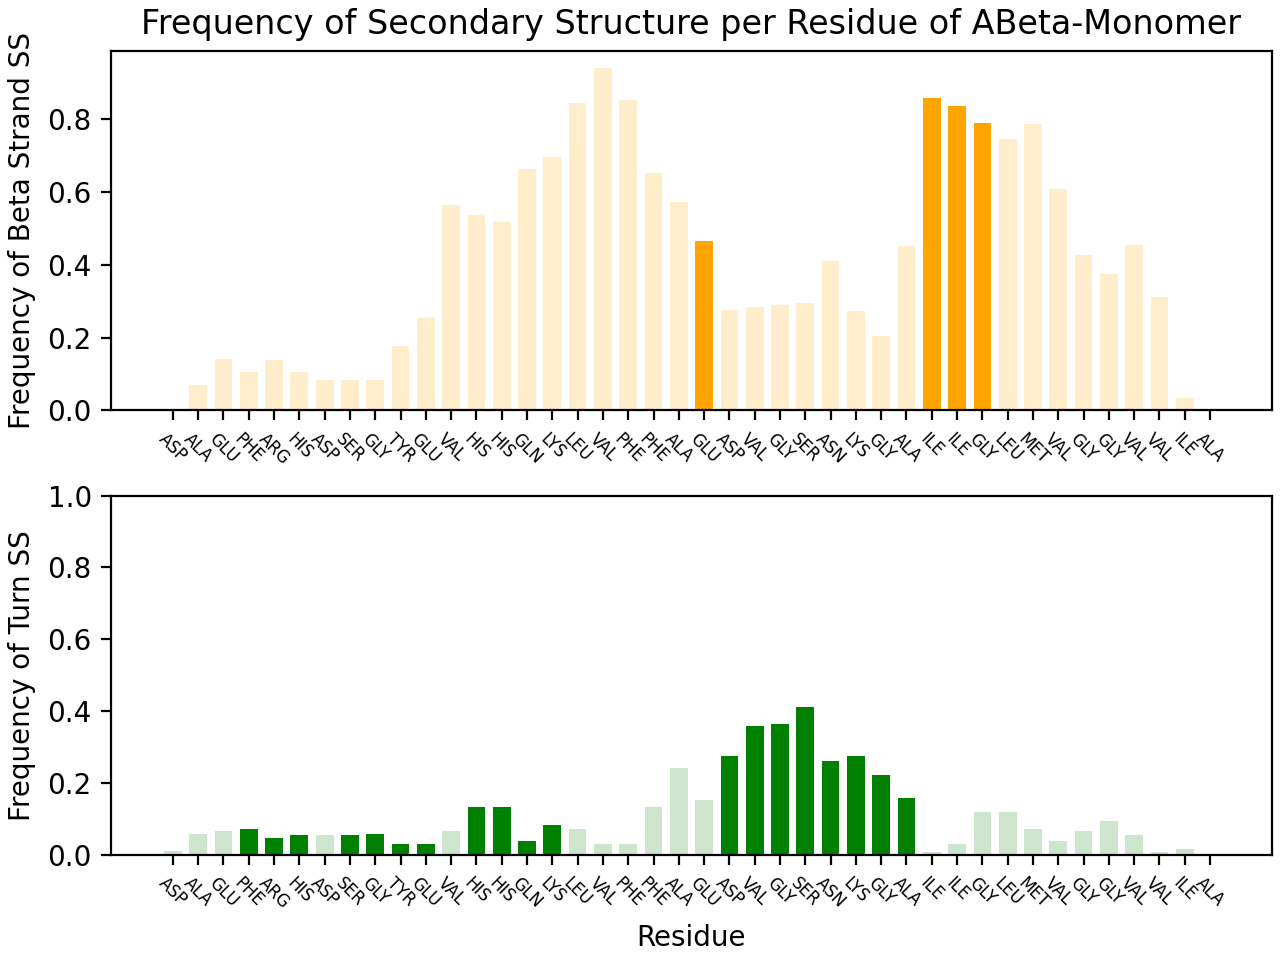 Frequency of Secondary Structure per Residue of ABeta-Monomer
Frequency of Beta Strand SS
0.8
0.6
0.4
0.2
0.0
ASP ALA GLU PHE ARG HIS ASP SER GLY TYR GLU VAL HIS HIS GLN LYS LEU VAL PHE PHE ALA GLU ASP VAL GLY SER ASN LYS GLY ALA ILE ILE GLY LEU MET VAL GLY GLY VAL VAL ILE ALA
Frequency of Turn SS
1.0
0.8
0.6
0.4
0.2
0.0
ASP ALA GLU PHE ARG HIS ASP SER GLY TYR GLU VAL HIS HIS GLN LYS LEU VAL PHE PHE ALA GLU ASP VAL GLY SER ASN LYS GLY ALA ILE ILE GLY LEU MET VAL GLY GLY VAL VAL ILE ALA
Residue